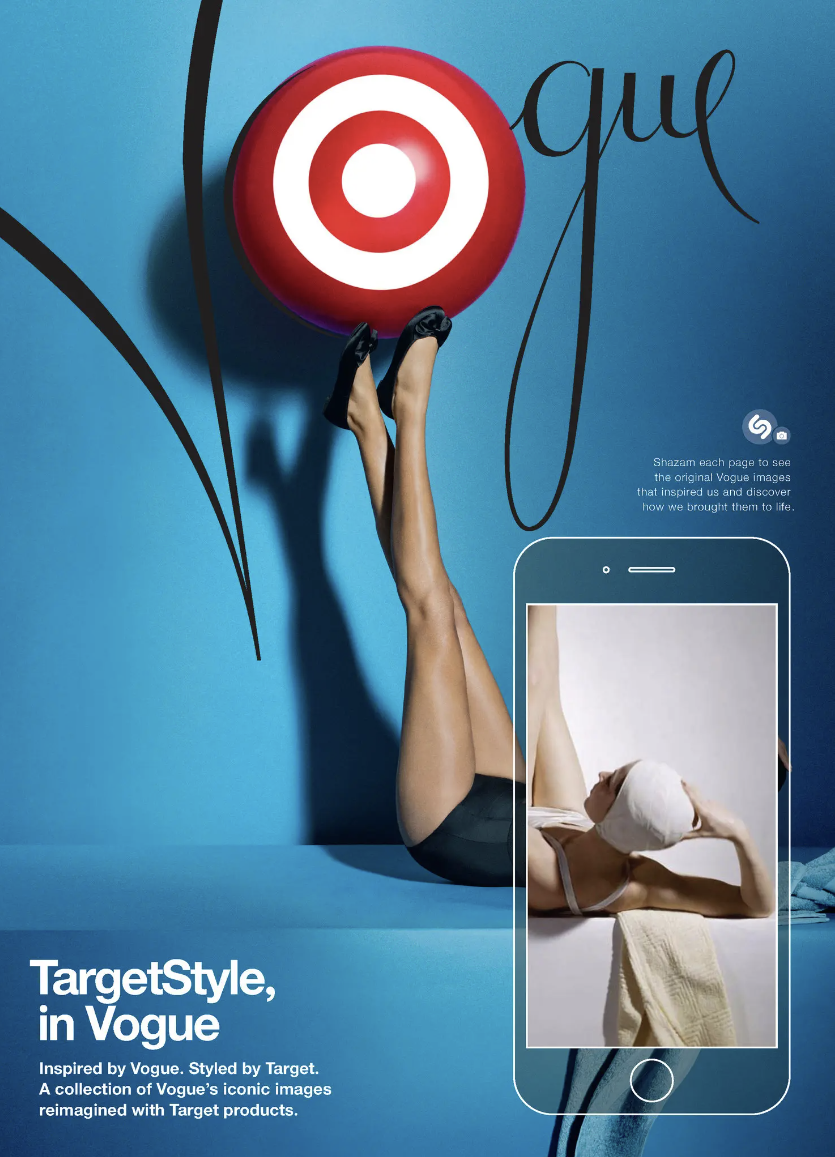 Vogue
Shazam each page to see
the original Vogue images
that inspired us and discover
how we brought them to life.
TargetStyle,
in Vogue
Inspired by Vogue. Styled by Target.
A collection of Vogue's iconic images
reimagined with Target products.